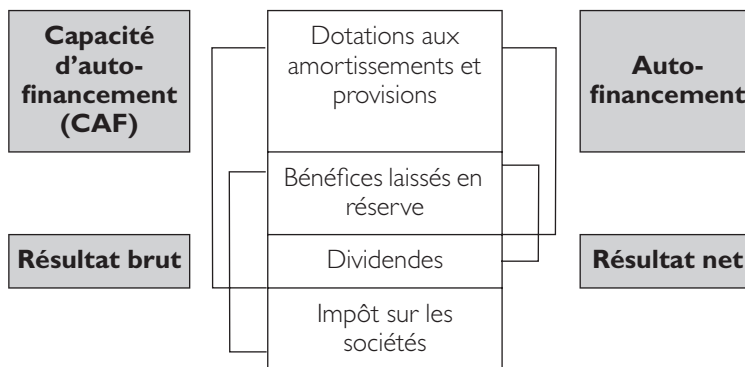 Capacité
d'auto-
financement
(CAF)
Dotations aux
amortissements et
provisions
Auto-
financement
Bénéfices laissés en
réserve
Résultat brut
Dividendes
Résultat net
Impôt sur les
sociétés